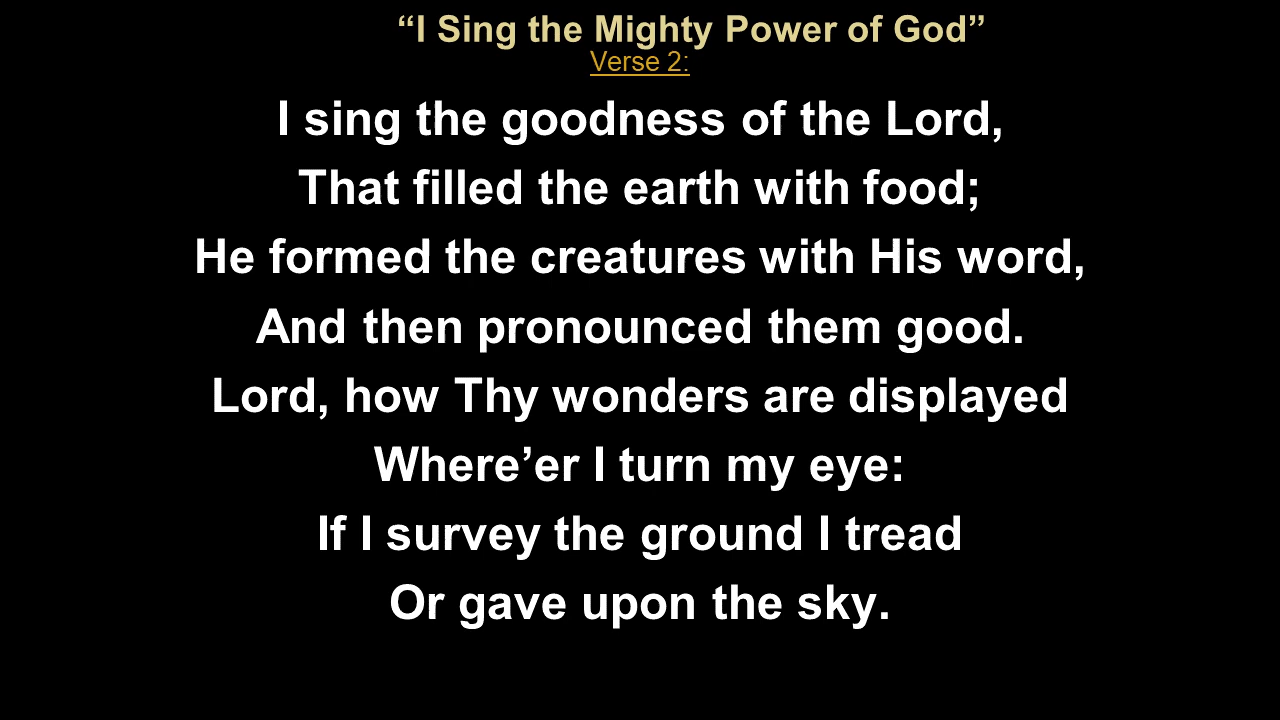 “I Sing the Mighty Power of God”
Verse 2:
I sing the goodness of the Lord,
That filled the earth with food;
He formed the creatures with His word,
And then pronounced them good.
Lord, how Thy wonders are displayed
Where’er I turn my eye:
If I survey the ground I tread
Or gave upon the sky.